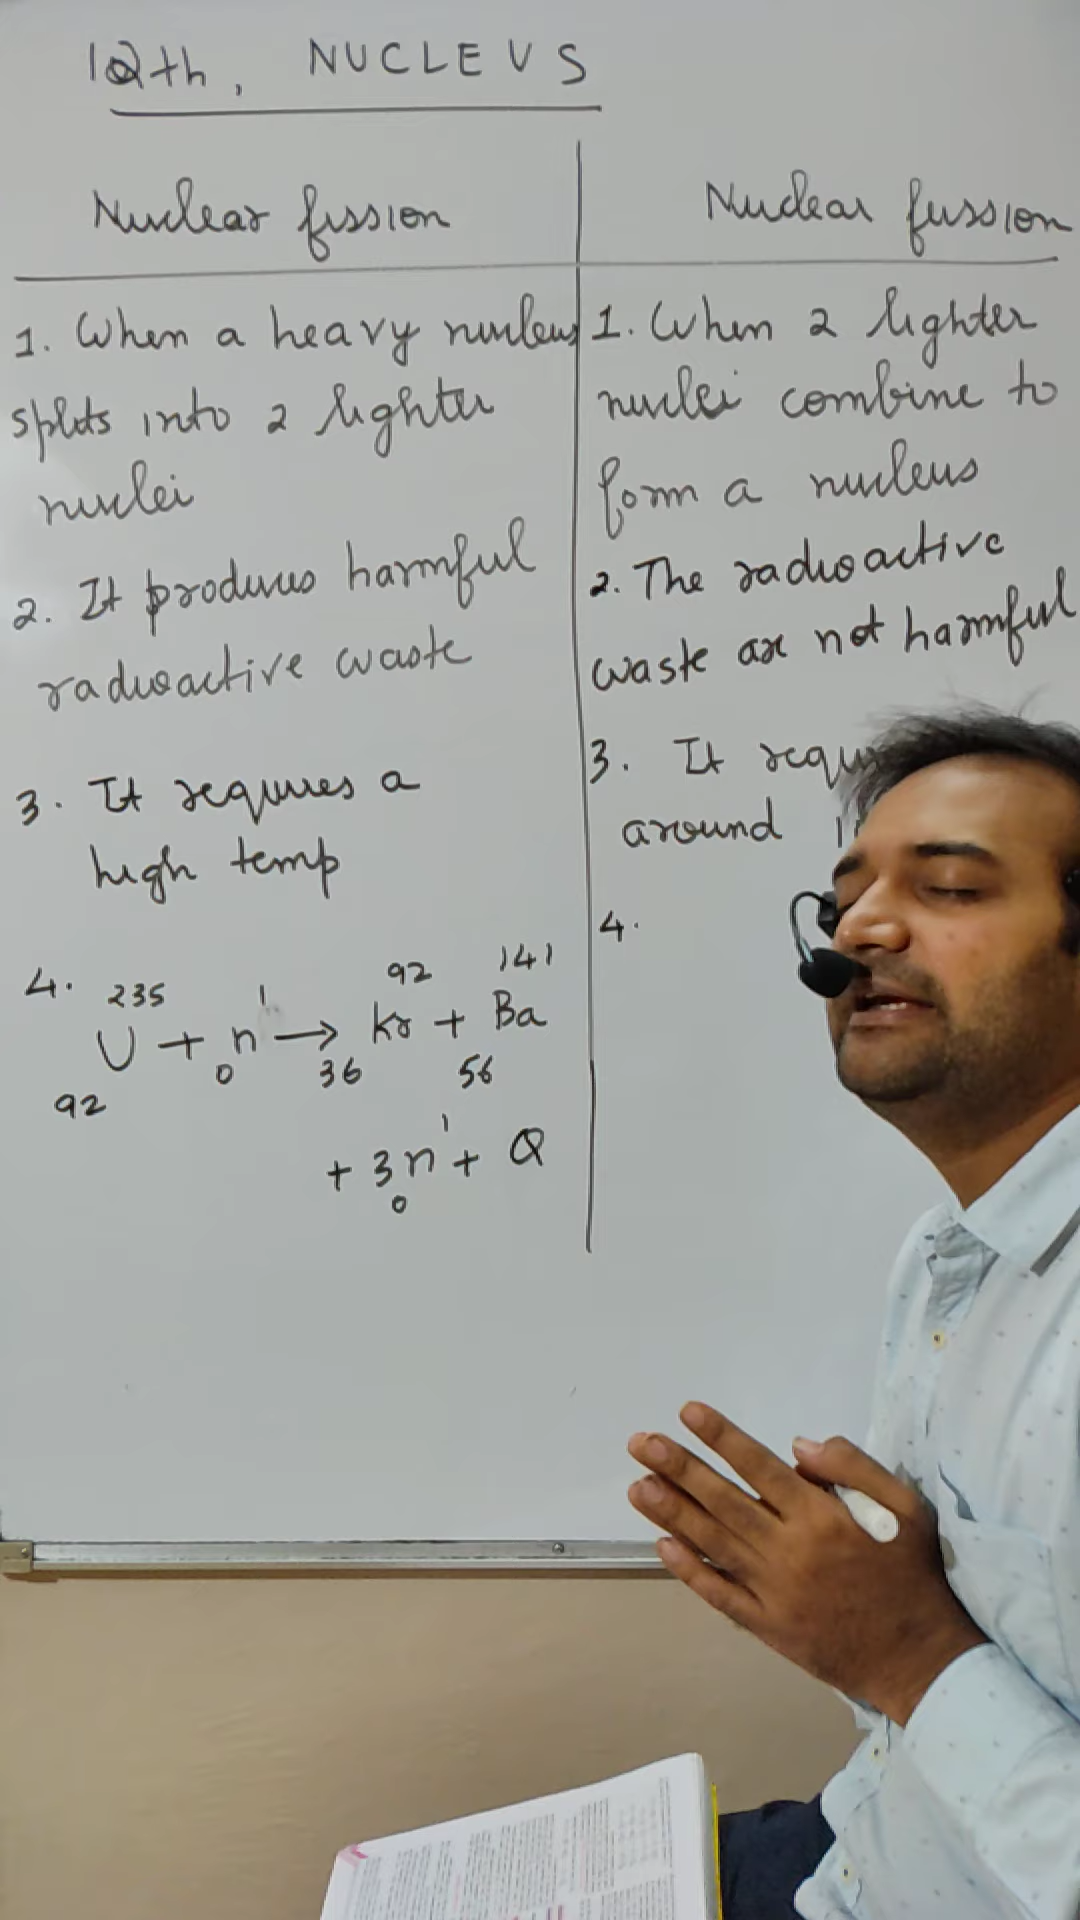 12th, NUCLEUS
Nuclear fission
1. When a heavy nucleus
splits into 2 lighter
nuclei
2. It produces harmful
radioactive waste
3. It requires a
high temp
4. 235 1 92 141
U + n → Kr + Ba
92 0 36 56
1
+ 3n + Q
0
Nuclear fussion
1. When 2 lighter
nuclei combine to
form a nucleus
2. The radioactive
waste are not harmful
3. It
around
4.